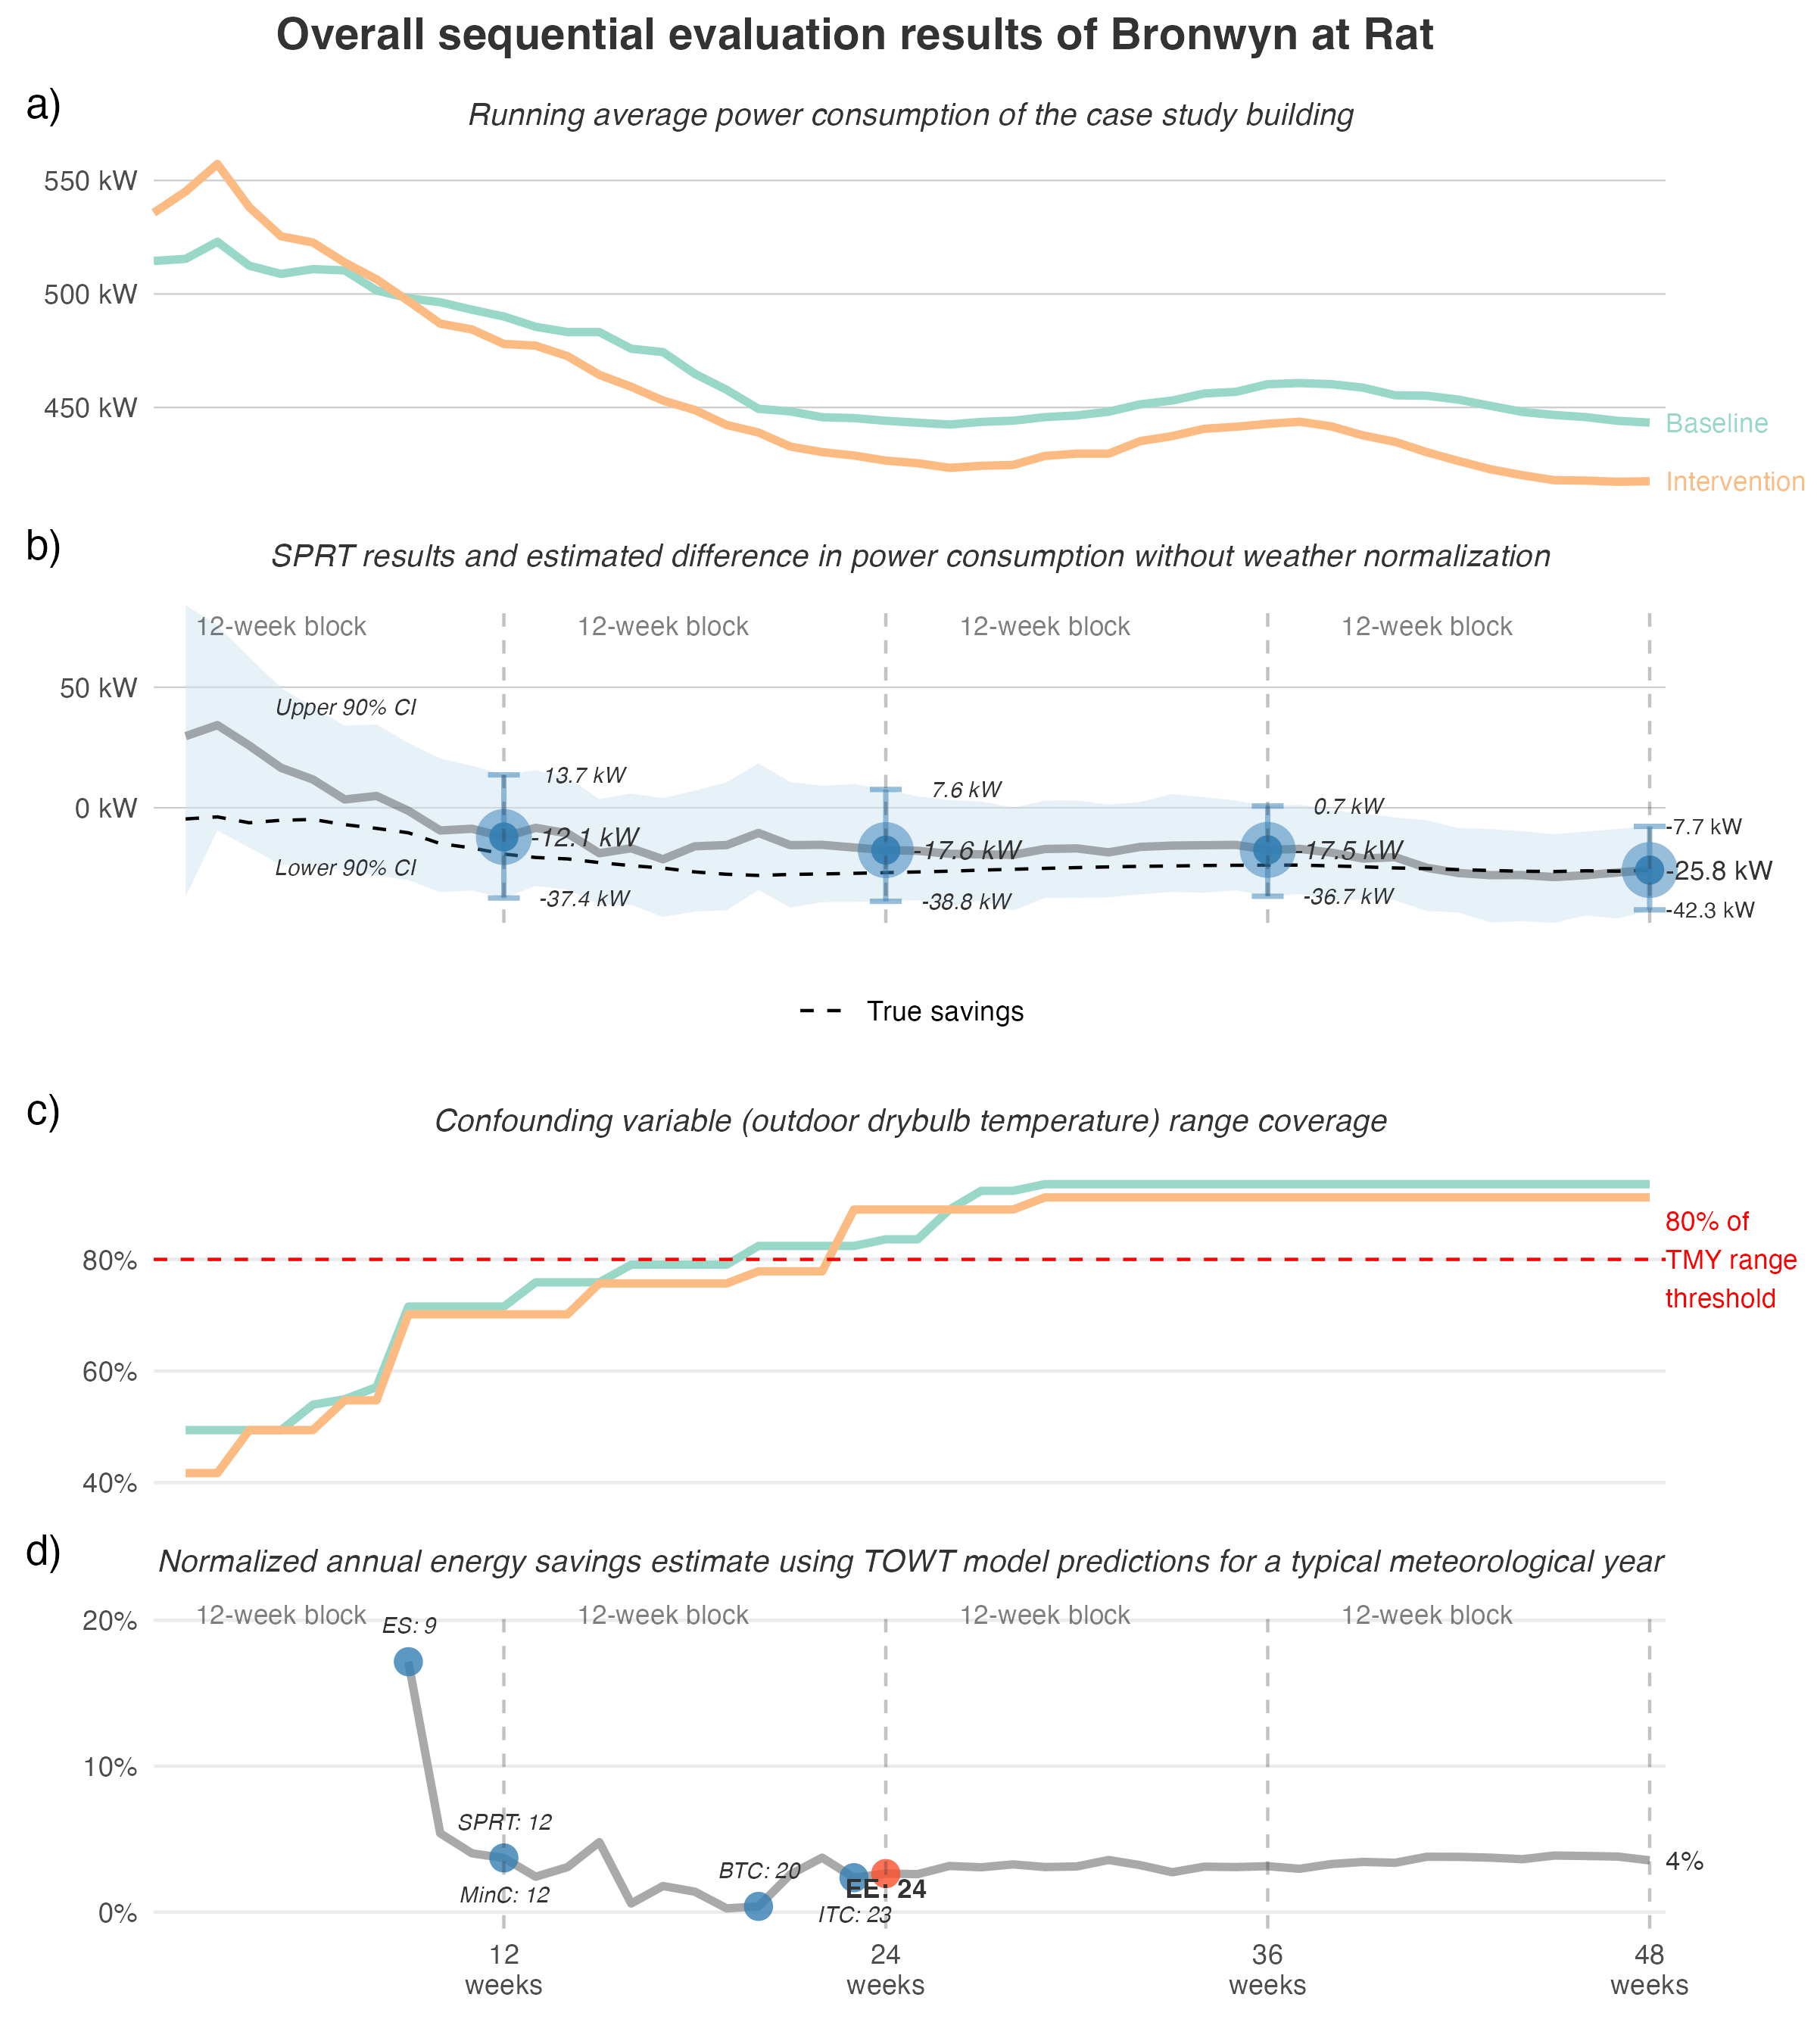 Overall sequential evaluation results of Bronwyn at Rat
a)
Running average power consumption of the case study building
550 kW
500 kW
450 kW
Baseline
Intervention
b)
SPRT results and estimated difference in power consumption without weather normalization
12-week block 12-week block 12-week block 12-week block
50 kW
Upper 90% CI
13.7 kW
7.6 kW
0 kW
0.7 kW
-7.7 kW
-12.1 kW
-17.6 kW
-17.5 kW
-25.8 kW
Lower 90% CI
-37.4 kW
-38.8 kW
-36.7 kW
-42.3 kW
True savings
c)
Confounding variable (outdoor drybulb temperature) range coverage
80% of
TMY range
threshold
80%
60%
40%
d)
Normalized annual energy savings estimate using TOWT model predictions for a typical meteorological year
12-week block 12-week block 12-week block 12-week block
20%
ES: 9
10%
SPRT: 12
BTC: 20
4%
EE: 24
MinC: 12
ITC: 23
0%
12 24 36 48
weeks weeks weeks weeks